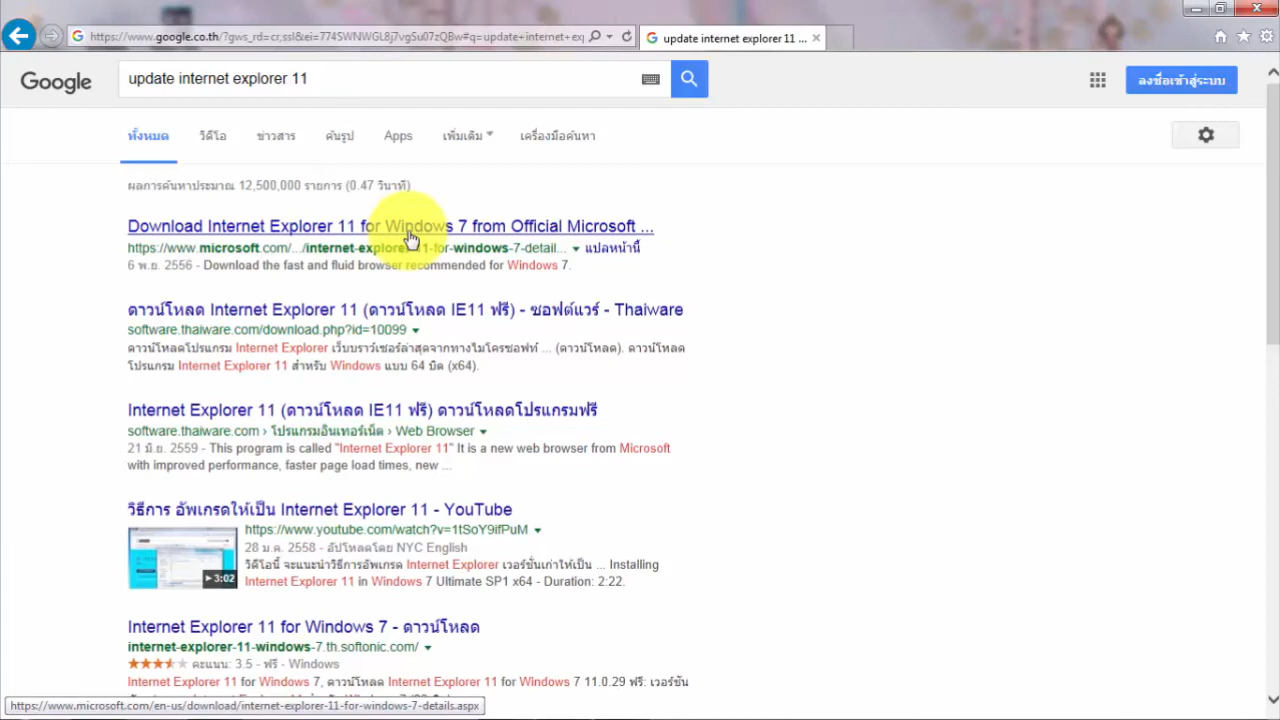 https://www.google.co.th/?gws_rd=cr,ssl&ei=774SWNWGL8j7vgSu07zQBw#q=update+internet+exp
update internet explorer 11 ...
Google
update internet explorer 11
ลงชื่อเข้าสู่ระบบ
ทั้งหมด วิดีโอ ข่าวสาร ค้นรูป Apps เพิ่มเติม เครื่องมือค้นหา
ผลการค้นหาประมาณ 12,500,000 รายการ (0.47 วินาที)
Download Internet Explorer 11 for Windows 7 from Official Microsoft ...
https://www.microsoft.com/.../internet-explorer-11-for-windows-7-detail... แปลหน้านี้
6 พ.ย. 2556 - Download the fast and fluid browser recommended for Windows 7.
ดาวน์โหลด Internet Explorer 11 (ดาวน์โหลด IE11 ฟรี) - ซอฟต์แวร์ - Thaiware
software.thaiware.com/download.php?id=10099
ดาวน์โหลดโปรแกรม Internet Explorer เว็บบราว์เซอร์ล่าสุดจากทางไมโครซอฟท์ ... (ดาวน์โหลด). ดาวน์โหลด
โปรแกรม Internet Explorer 11 สำหรับ Windows แบบ 64 บิต (x64).
Internet Explorer 11 (ดาวน์โหลด IE11 ฟรี) ดาวน์โหลดโปรแกรมฟรี
software.thaiware.com › โปรแกรมอินเทอร์เน็ต › Web Browser
21 มิ.ย. 2559 - This program is called "Internet Explorer 11" It is a new web browser from Microsoft
with improved performance, faster page load times, new ...
วิธีการ อัพเกรดให้เป็น Internet Explorer 11 - YouTube
https://www.youtube.com/watch?v=1tSoY9ifPuM
28 ม.ค. 2558 - อัปโหลดโดย NYC English
3:02
วิดีโอนี้ จะแนะนำวิธีการอัพเกรด Internet Explorer เวอร์ชั่นเก่าให้เป็น ... Installing
Internet Explorer 11 in Windows 7 Ultimate SP1 x64 - Duration: 2:22.
Internet Explorer 11 for Windows 7 - ดาวน์โหลด
internet-explorer-11-windows-7.th.softonic.com/
คะแนน: 3.5 - ฟรี - Windows
Internet Explorer 11 for Windows 7, ดาวน์โหลด Internet Explorer 11 for Windows 7 11.0.29 ฟรี: เวอร์ชัน
https://www.microsoft.com/en-us/download/internet-explorer-11-for-windows-7-details.aspx